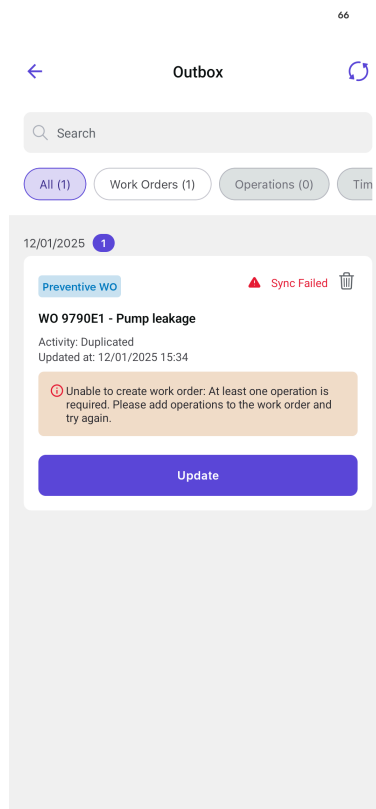 66
Outbox
Search
All (1)
Work Orders (1)
Operations (0)
Tim
12/01/2025 1
Preventive WO
Sync Failed
WO 9790E1 - Pump leakage
Activity: Duplicated
Updated at: 12/01/2025 15:34
Unable to create work order: At least one operation is
required. Please add operations to the work order and
try again.
Update